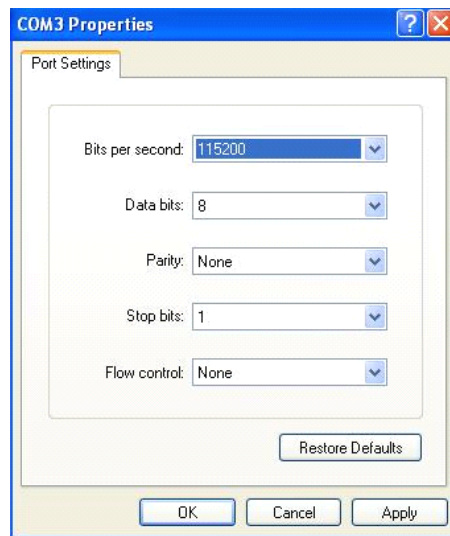 COM3 Properties
Port Settings
Bits per second: 115200
Data bits: 8
Parity: None
Stop bits: 1
Flow control: None
Restore Defaults
OK Cancel Apply